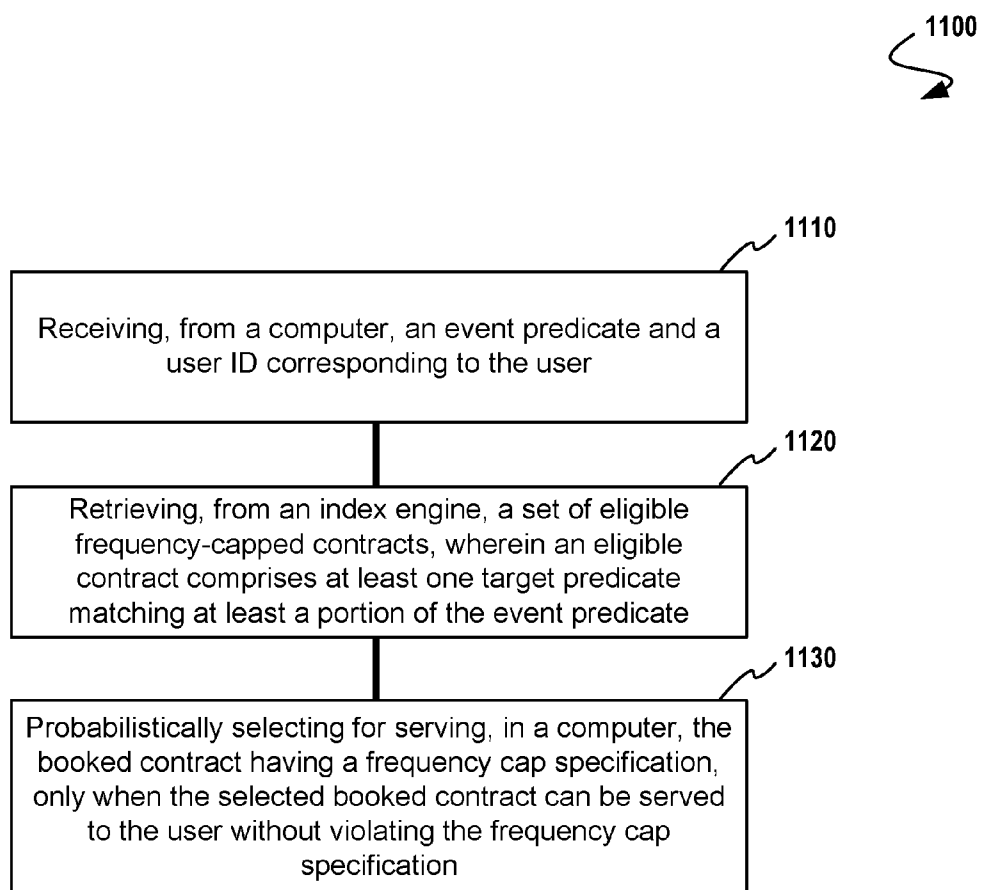 1100
1110
Receiving, from a computer, an event predicate and a
user ID corresponding to the user
1120
Retrieving, from an index engine, a set of eligible
frequency-capped contracts, wherein an eligible
contract comprises at least one target predicate
matching at least a portion of the event predicate
1130
Probabilistically selecting for serving, in a computer, the
booked contract having a frequency cap specification,
only when the selected booked contract can be served
to the user without violating the frequency cap
specification